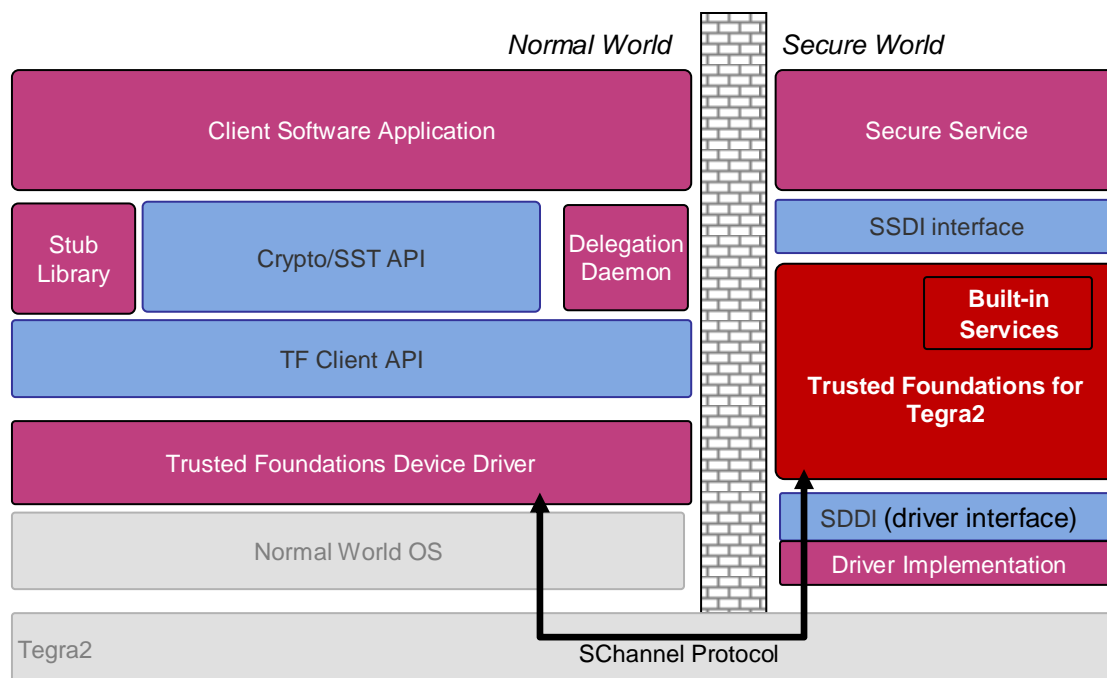 Normal World
Secure World
Client Software Application
Secure Service
Stub
Library
Crypto/SST API
Delegation
Daemon
SSDI interface
TF Client API
Built-in
Services
Trusted Foundations for
Tegra2
Trusted Foundations Device Driver
SDDI (driver interface)
Normal World OS
Driver Implementation
Tegra2
SChannel Protocol